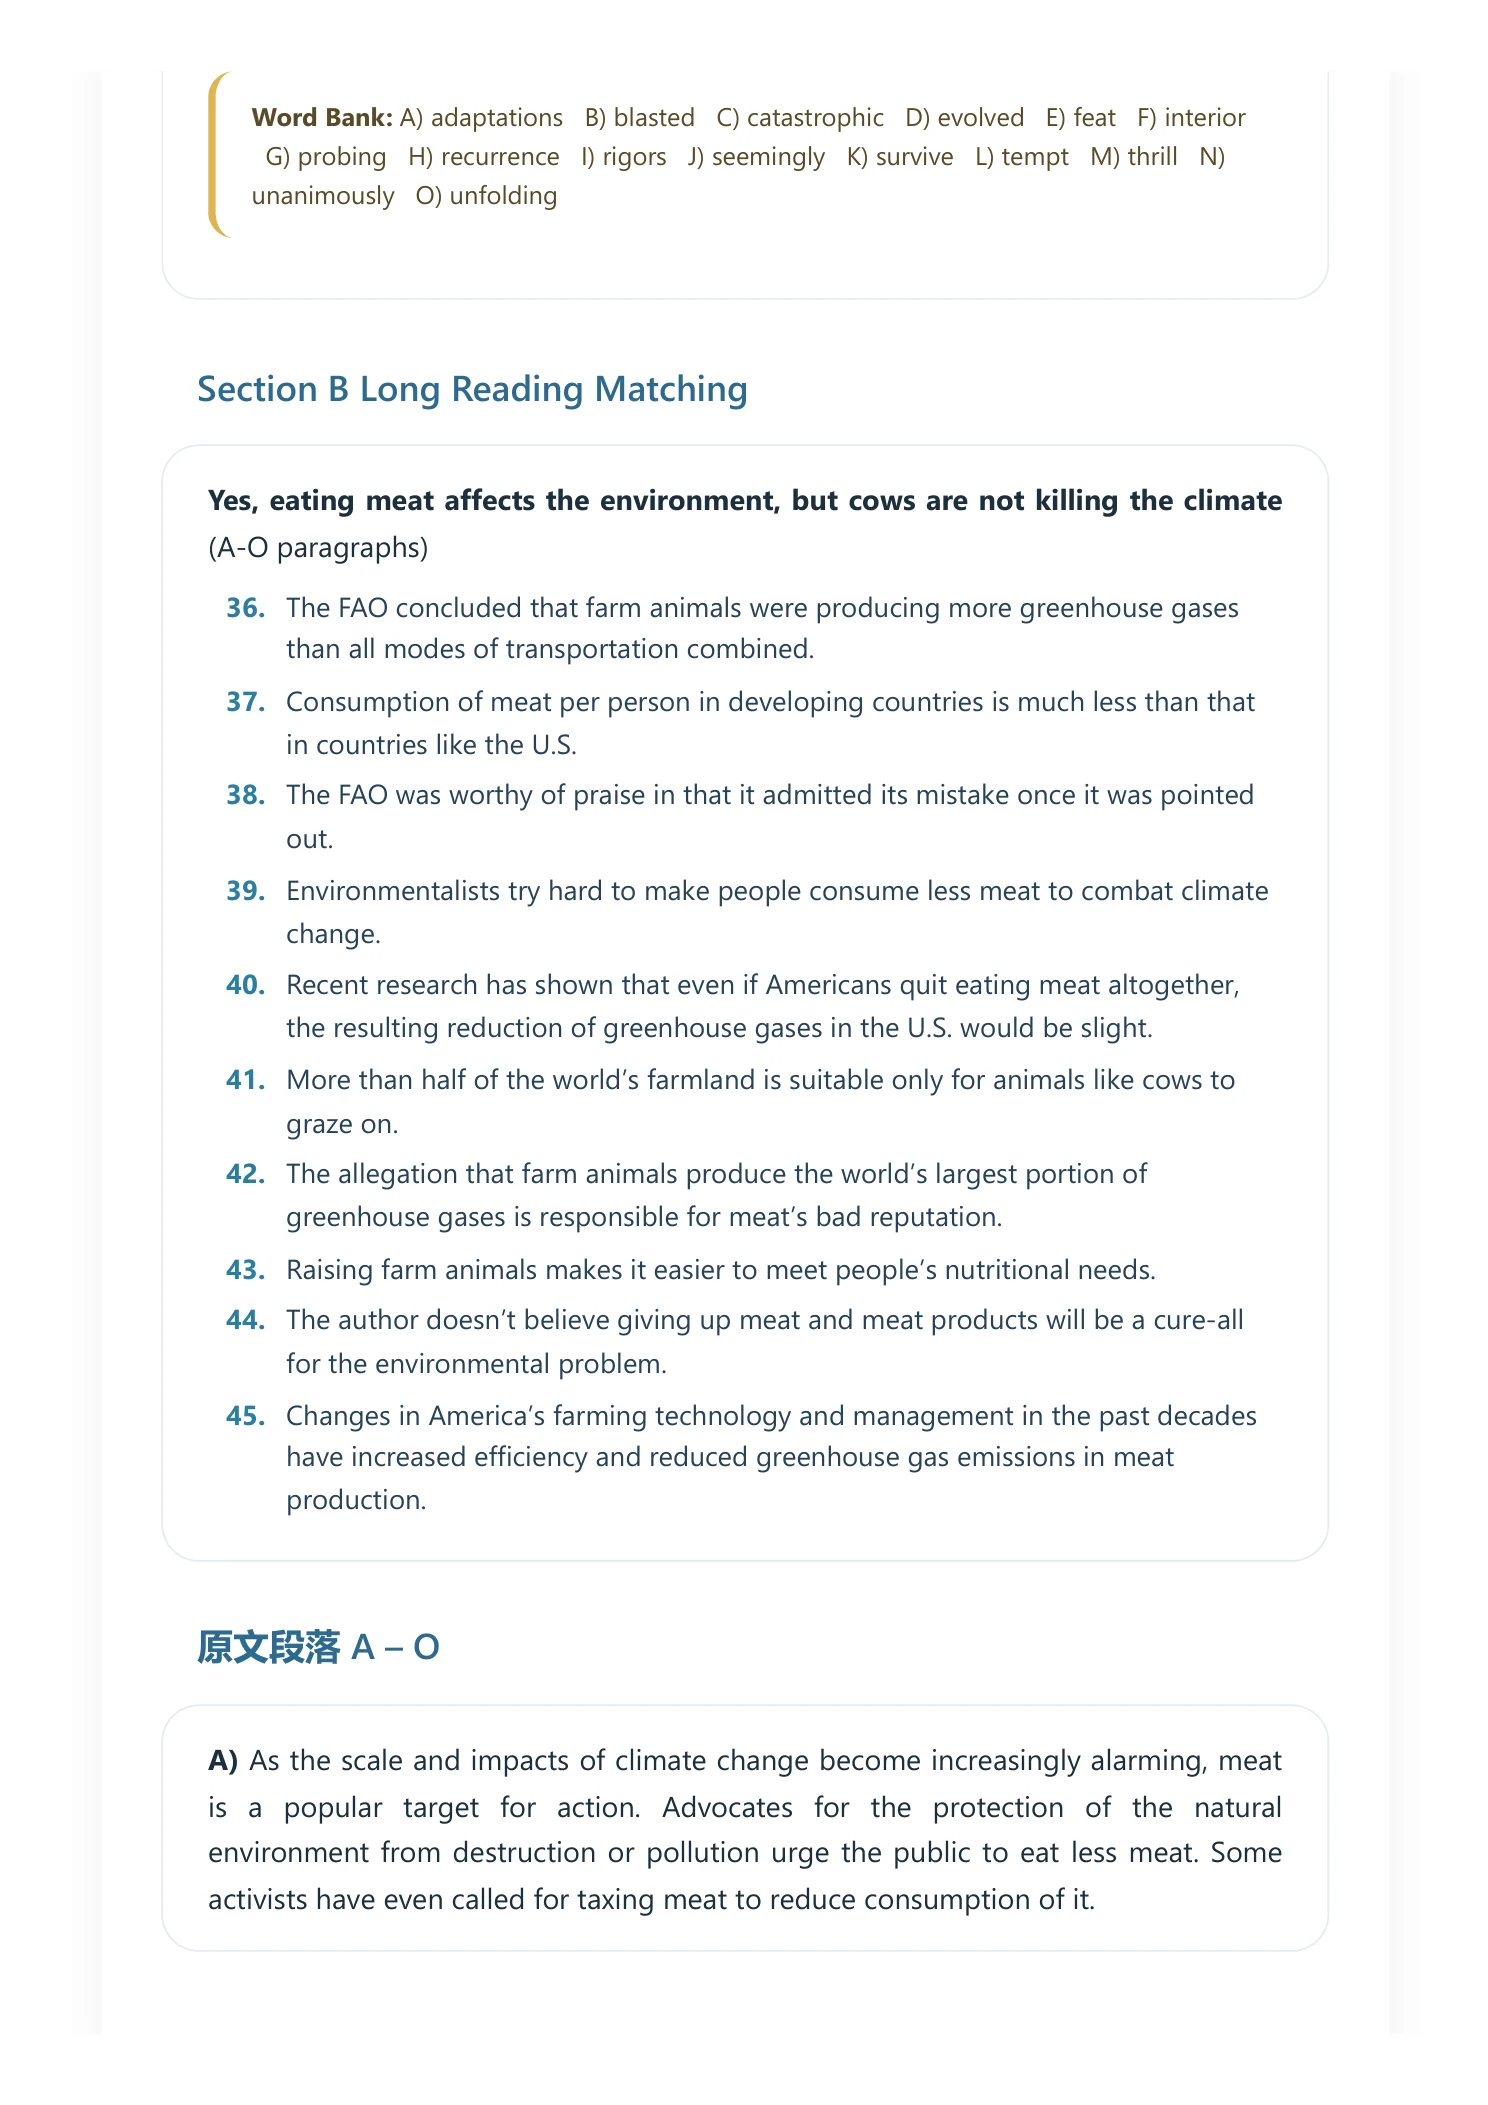 Word Bank: A) adaptations B) blasted C) catastrophic D) evolved E) feat F) interior
G) probing H) recurrence I) rigors J) seemingly K) survive L) tempt M) thrill N)
unanimously O) unfolding
Section B Long Reading Matching
Yes, eating meat affects the environment, but cows are not killing the climate
(A-O paragraphs)
36. The FAO concluded that farm animals were producing more greenhouse gases
than all modes of transportation combined.
37. Consumption of meat per person in developing countries is much less than that
in countries like the U.S.
38. The FAO was worthy of praise in that it admitted its mistake once it was pointed
out.
39. Environmentalists try hard to make people consume less meat to combat climate
change.
40. Recent research has shown that even if Americans quit eating meat altogether,
the resulting reduction of greenhouse gases in the U.S. would be slight.
41. More than half of the world’s farmland is suitable only for animals like cows to
graze on.
42. The allegation that farm animals produce the world’s largest portion of
greenhouse gases is responsible for meat’s bad reputation.
43. Raising farm animals makes it easier to meet people’s nutritional needs.
44. The author doesn’t believe giving up meat and meat products will be a cure-all
for the environmental problem.
45. Changes in America’s farming technology and management in the past decades
have increased efficiency and reduced greenhouse gas emissions in meat
production.
原文段落 A – O
A) As the scale and impacts of climate change become increasingly alarming, meat
is a popular target for action. Advocates for the protection of the natural
environment from destruction or pollution urge the public to eat less meat. Some
activists have even called for taxing meat to reduce consumption of it.